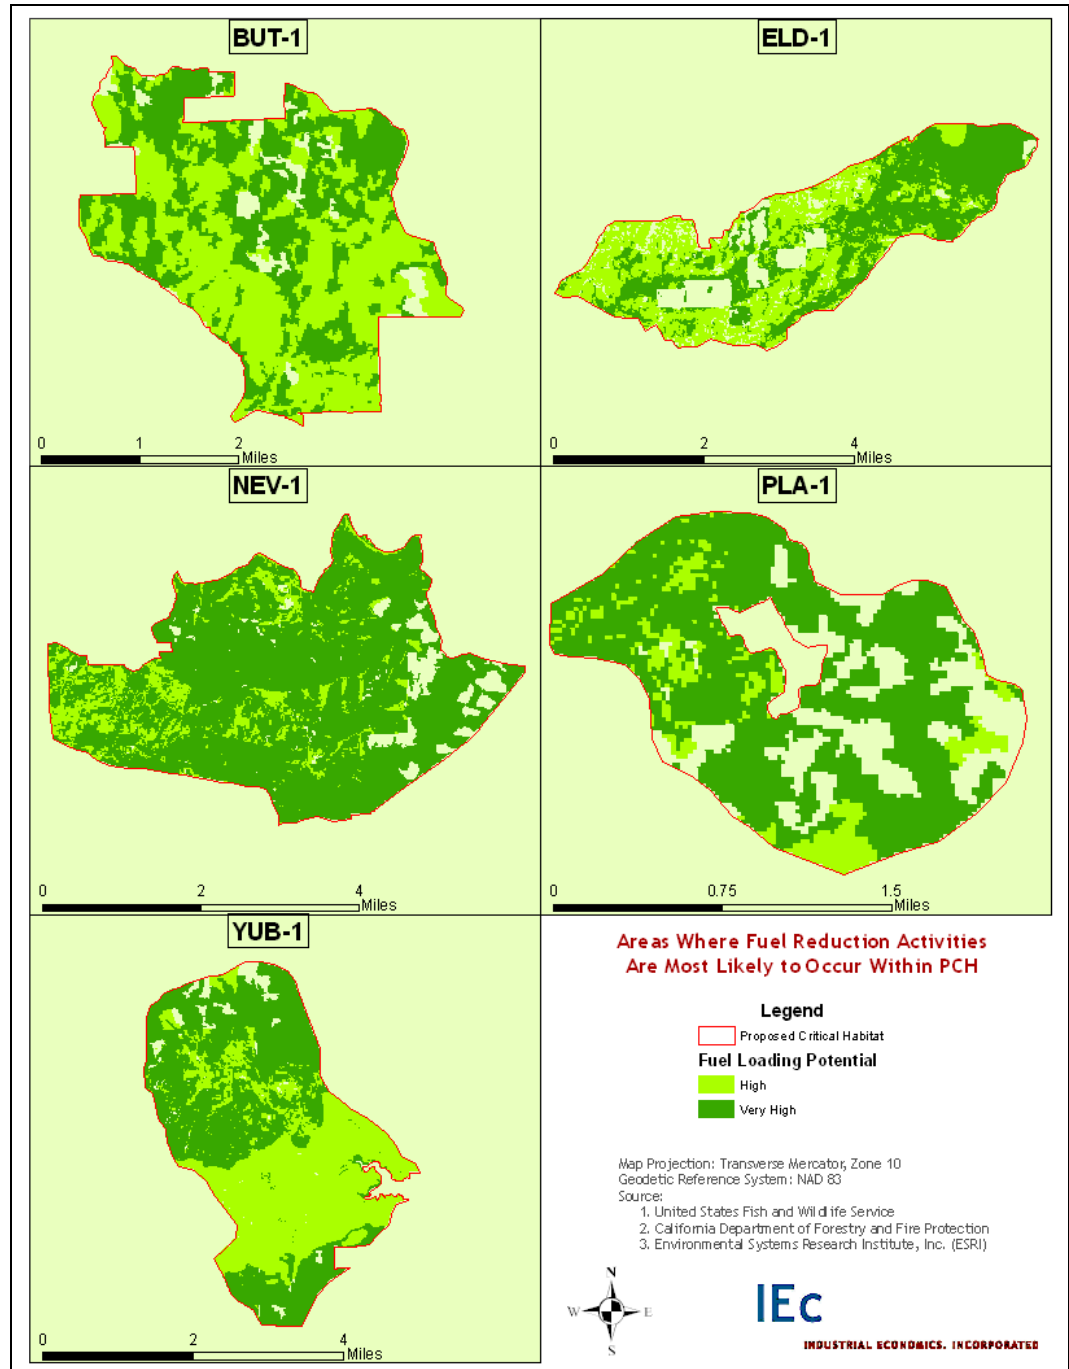 BUT-1
0 1 2
Miles
ELD-1
0 2 4
Miles
NEV-1
0 2 4
Miles
PLA-1
0 0.75 1.5
Miles
YUB-1
0 2 4
Miles
Areas Where Fuel Reduction Activities
Are Most Likely to Occur Within PCH
Legend
Proposed Critical Habitat
Fuel Loading Potential
High
Very High
Map Projection: Transverse Mercator, Zone 10
Geodetic Reference System: NAD 83
Source:
1. United States Fish and Wildlife Service
2. California Department of Forestry and Fire Protection
3. Environmental Systems Research Institute, Inc. (ESRI)
N
W E
S
IEc
INDUSTRIAL ECONOMICS, INCORPORATED